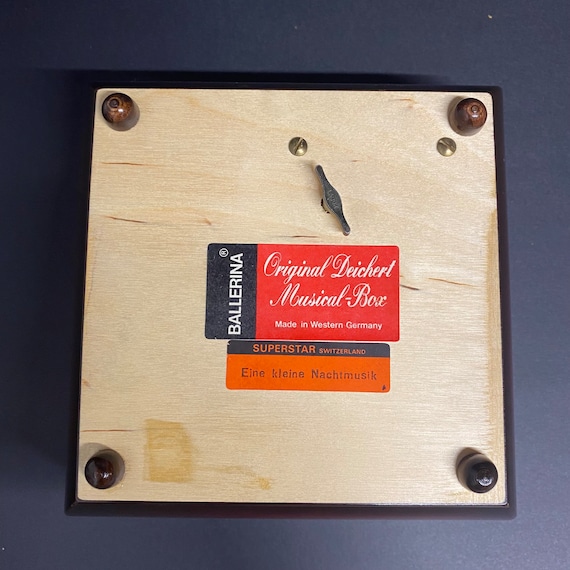 BALLERINA®
Original Deichert
Musical-Box
Made in Western-Germany
SUPERSTAR SWITZERLAND
Eine kleine Nachtmusik